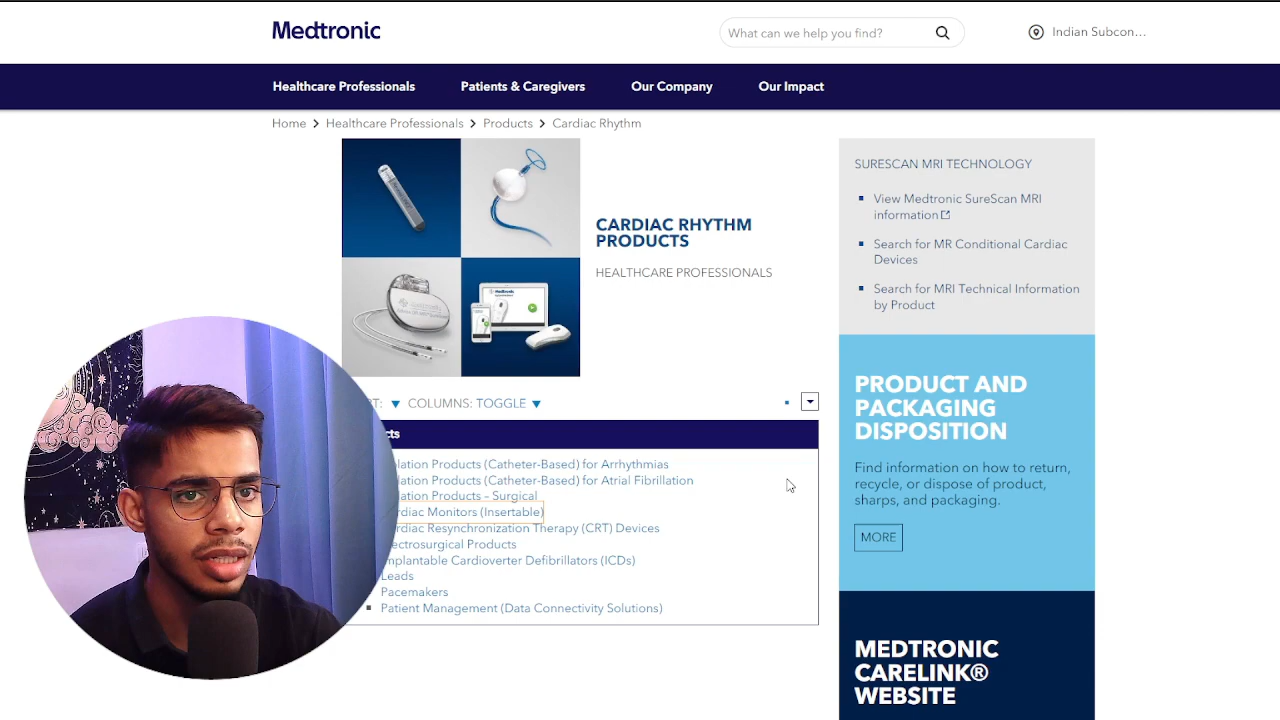 Medtronic
What can we help you find?
Indian Subcon...
Healthcare Professionals
Patients & Caregivers
Our Company
Our Impact
Home > Healthcare Professionals > Products > Cardiac Rhythm
CARDIAC RHYTHM
PRODUCTS
HEALTHCARE PROFESSIONALS
COLUMNS: TOGGLE
Products (Catheter-Based) for Arrhythmias
Products (Catheter-Based) for Atrial Fibrillation
Products – Surgical
Monitors (Insertable)
Resynchronization Therapy (CRT) Devices
Products
Cardioverter Defibrillators (ICDs)
Leads
Pacemakers
Patient Management (Data Connectivity Solutions)
SURESCAN MRI TECHNOLOGY
View Medtronic SureScan MRI
information
Search for MR Conditional Cardiac
Devices
Search for MRI Technical Information
by Product
PRODUCT AND
PACKAGING
DISPOSITION
Find information on how to return,
recycle, or dispose of product,
sharps, and packaging.
MORE
MEDTRONIC
CARELINK®
WEBSITE